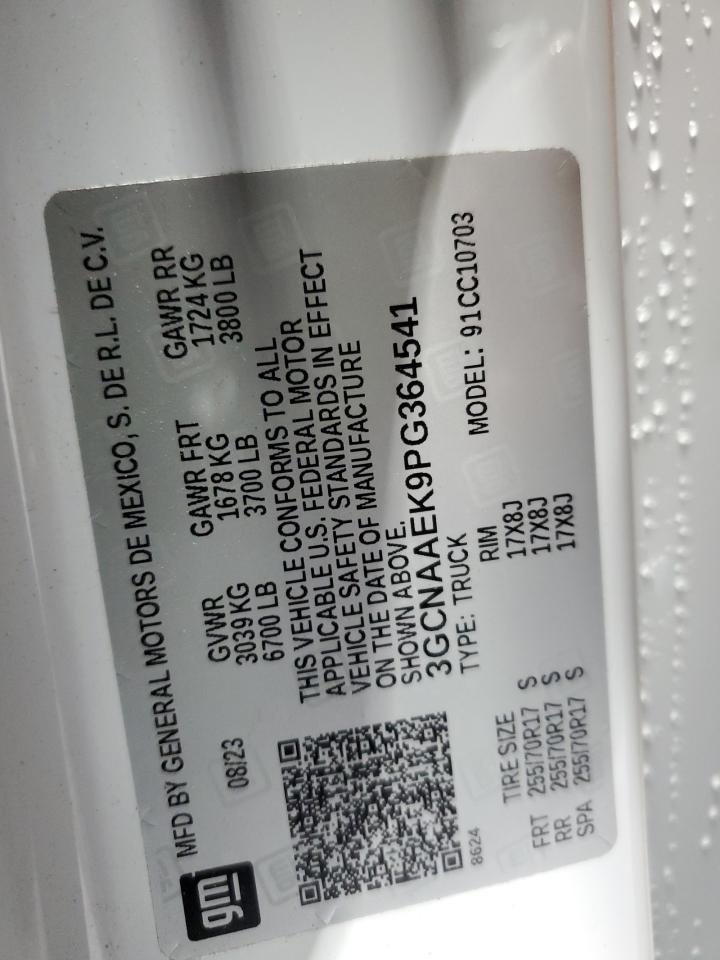 gm
MFD BY GENERAL MOTORS DE MEXICO, S. DE R.L. DE C.V.
08/23 GVWR GAWR FRT GAWR RR
3039 KG 1678 KG 1724 KG
6700 LB 3700 LB 3800 LB
THIS VEHICLE CONFORMS TO ALL
APPLICABLE U.S. FEDERAL MOTOR
VEHICLE SAFETY STANDARDS IN EFFECT
ON THE DATE OF MANUFACTURE
SHOWN ABOVE.
3GCNAAEK9PG364541
TYPE: TRUCK MODEL: 91CC10703
8624
TIRE SIZE RIM
FRT 255/70R17 S 17X8J
RR 255/70R17 S 17X8J
SPA 255/70R17 S 17X8J